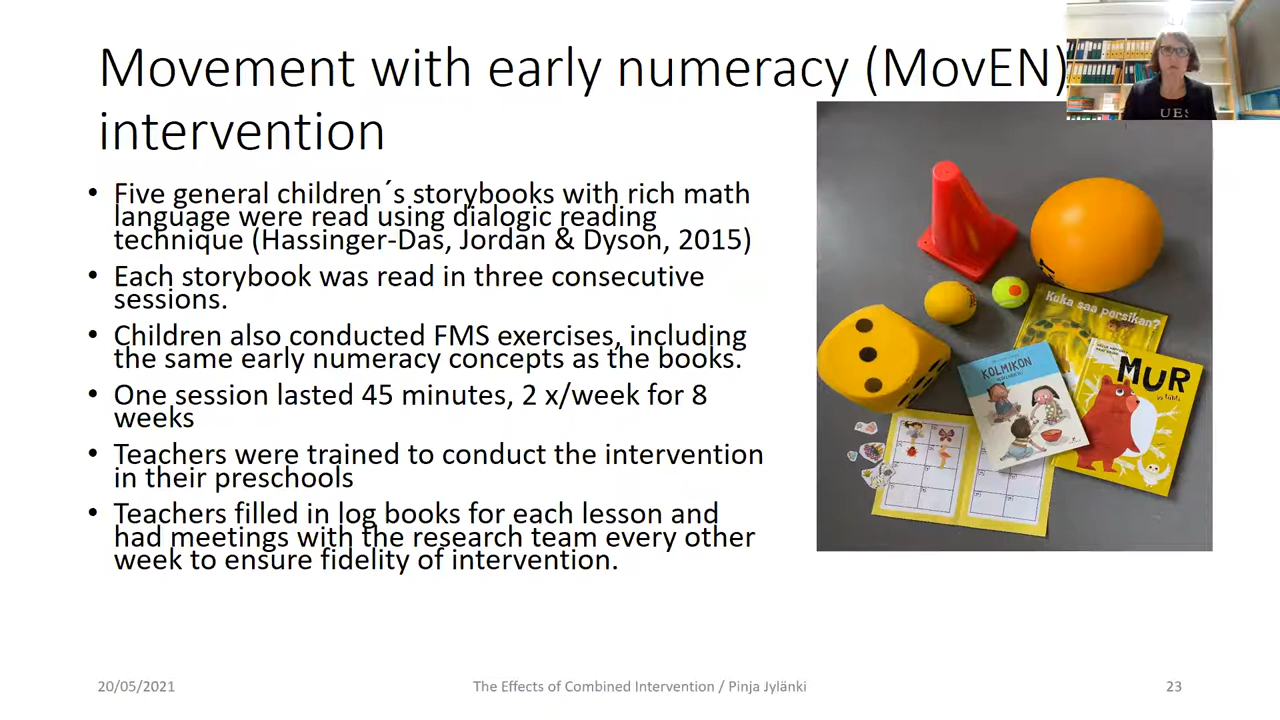 Movement with early numeracy (MovEN)
intervention
• Five general children´s storybooks with rich math
language were read using dialogic reading
technique (Hassinger-Das, Jordan & Dyson, 2015)
• Each storybook was read in three consecutive
sessions.
• Children also conducted FMS exercises, including
the same early numeracy concepts as the books.
• One session lasted 45 minutes, 2 x/week for 8
weeks
• Teachers were trained to conduct the intervention
in their preschools
• Teachers filled in log books for each lesson and
had meetings with the research team every other
week to ensure fidelity of intervention.
UES
Kuka saa persikan?
KOLMIKON
MUR
20/05/2021
The Effects of Combined Intervention / Pinja Jylänki
23